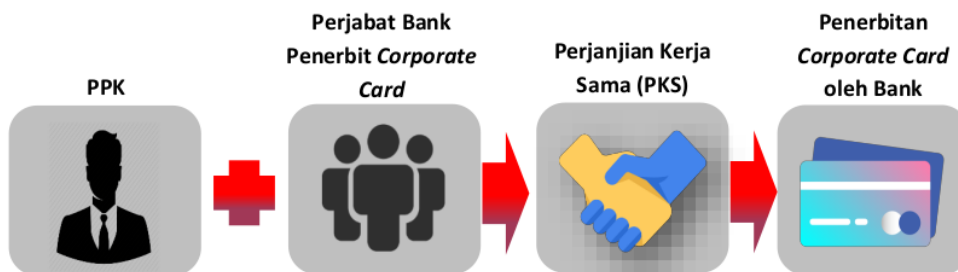 PPK
Perjabat Bank
Penerbit Corporate
Card
Perjanjian Kerja
Sama (PKS)
Penerbitan
Corporate Card
oleh Bank